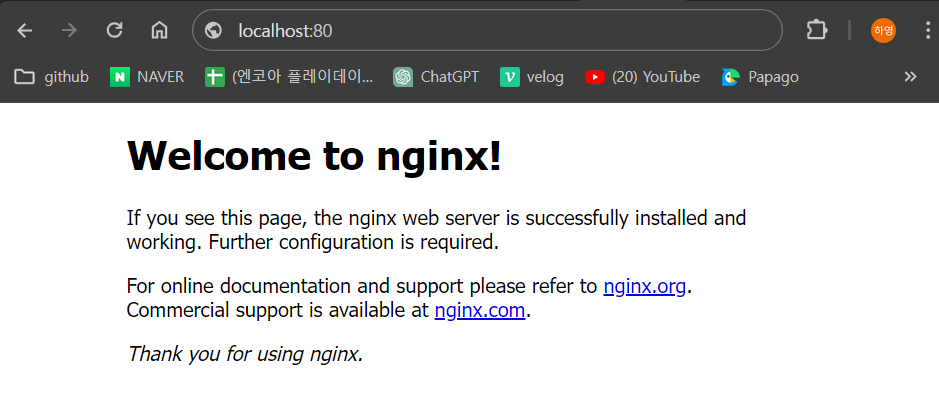 localhost:80
하영
github
NAVER
(엔코아 플레이데이...
ChatGPT
velog
(20) YouTube
Papago
Welcome to nginx!
If you see this page, the nginx web server is successfully installed and
working. Further configuration is required.
For online documentation and support please refer to nginx.org.
Commercial support is available at nginx.com.
Thank you for using nginx.